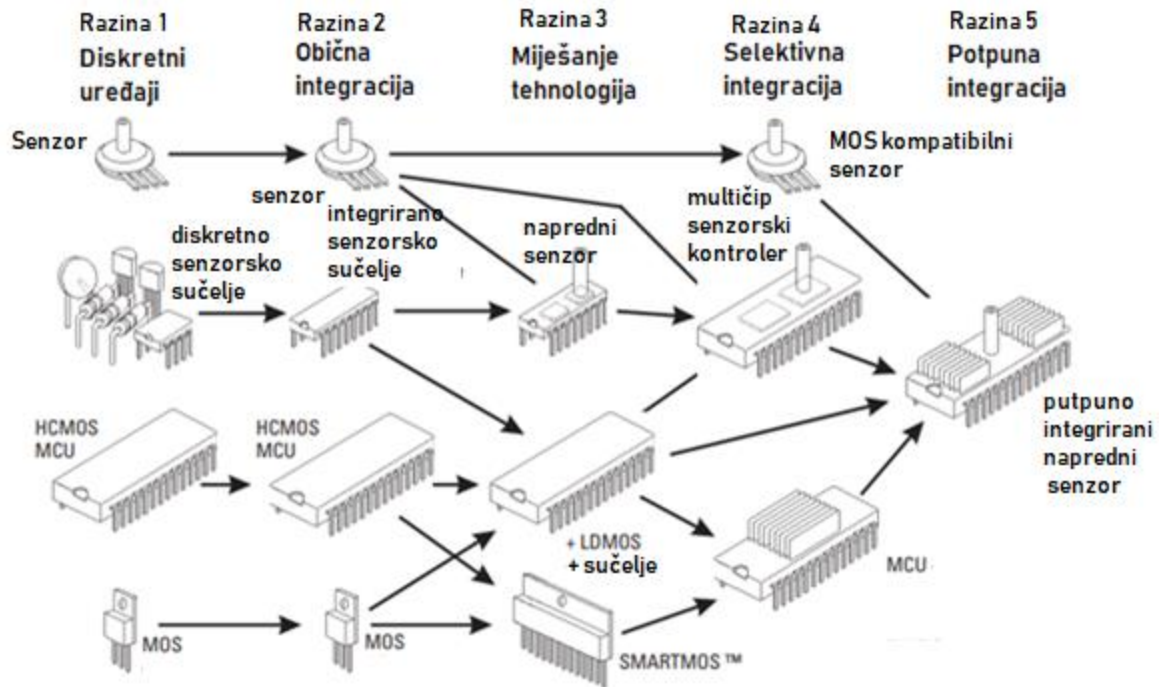 Razina 1
Diskretni
uređaji
Razina 2
Obična
integracija
Razina 3
Miješanje
tehnologija
Razina 4
Selektivna
integracija
Razina 5
Potpuna
integracija
Senzor
senzor
MOS kompatibilni
senzor
diskretno
senzorsko
sučelje
integrirano
senzorsko
sučelje
napredni
senzor
multičip
senzorski
kontroler
HCMOS
MCU
HCMOS
MCU
+ LDMOS
+ sučelje
putpuno
integrirani
napredni
senzor
MCU
MOS
MOS
SMARTMOS ™